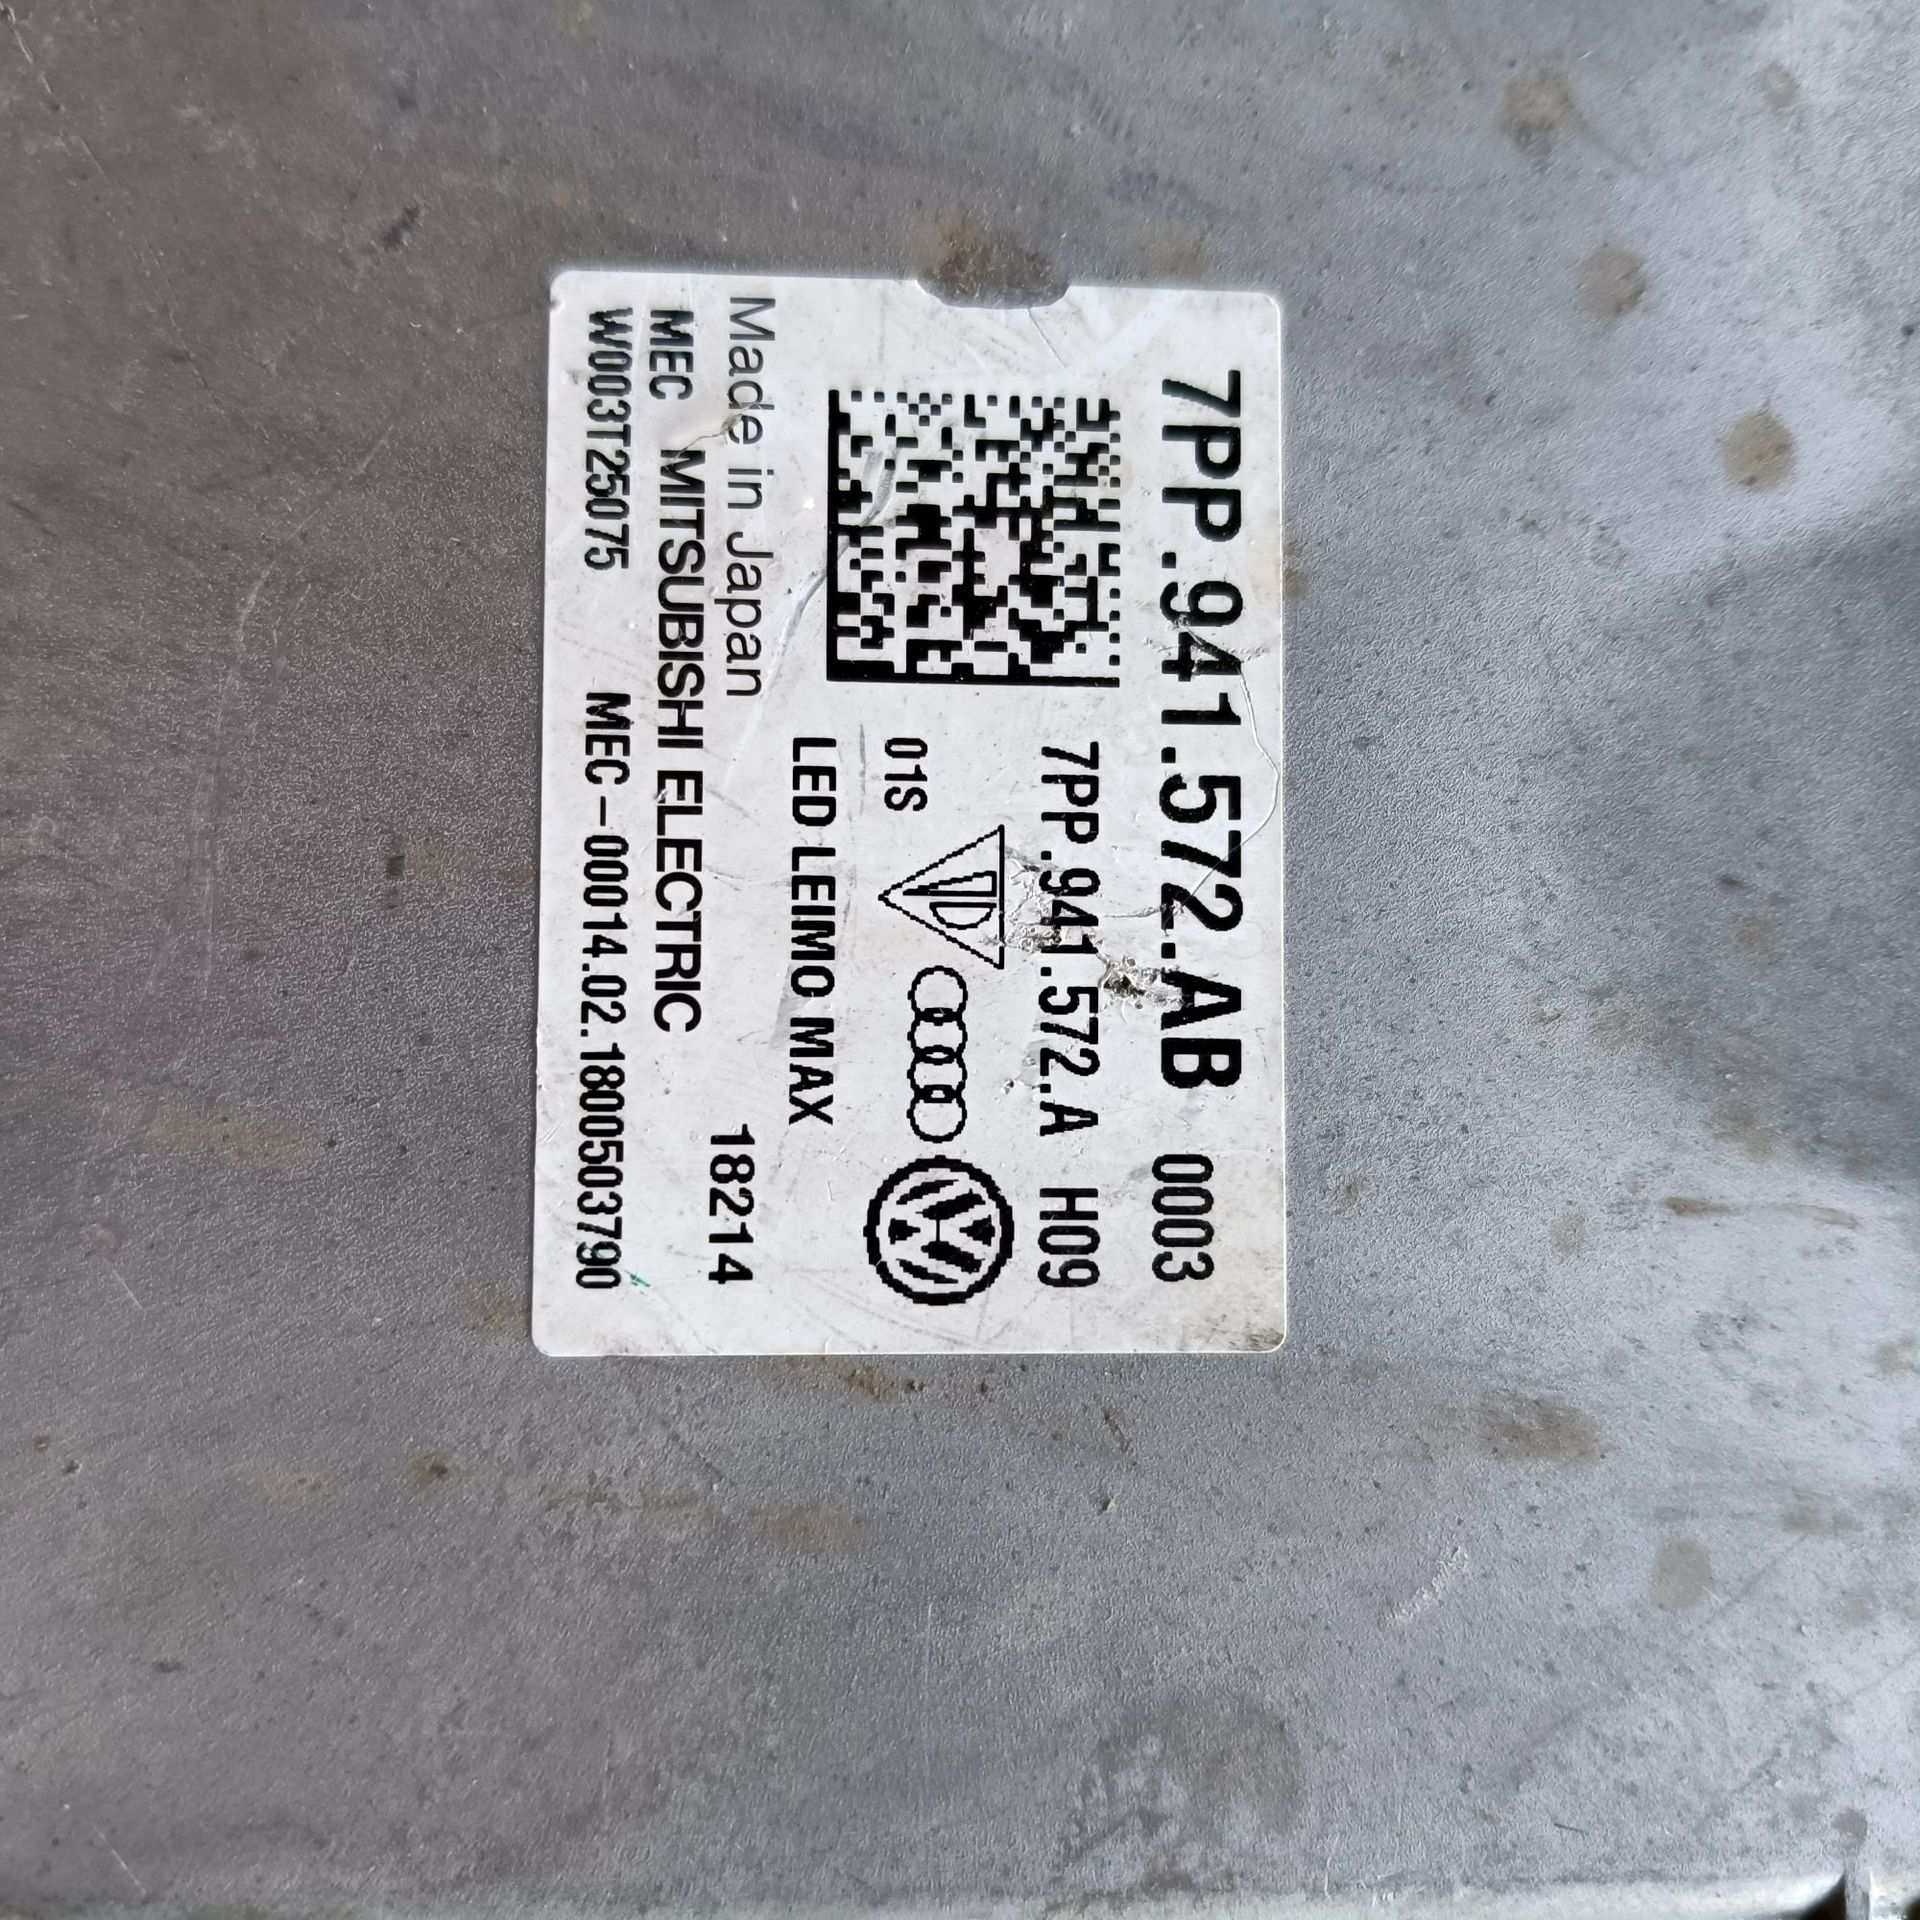 7PP.941.572.AB 0003
7PP.941.572.A H09
01S
LED LEIMO MAX
Made in Japan 18214
MEC MITSUBISHI ELECTRIC
W003T25075 MEC-00014.02.1800503790